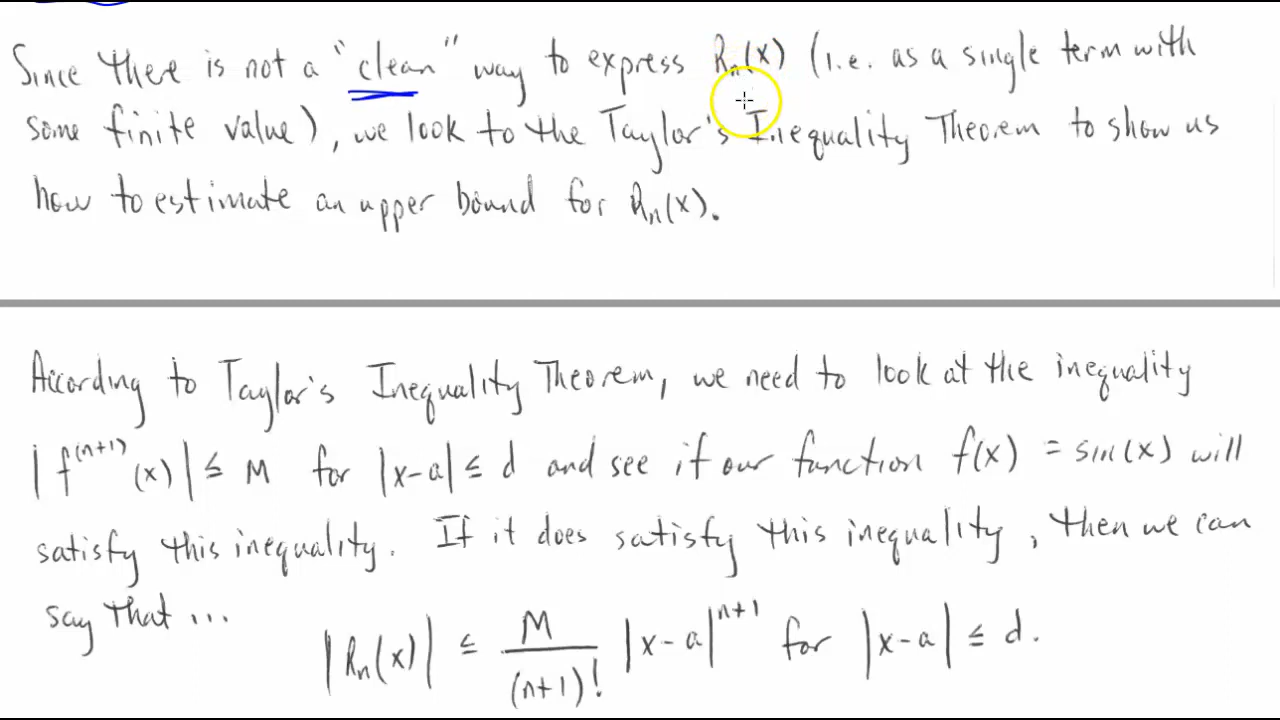 Since there is not a "clean" way to express Rn(x) (i.e. as a single term with
some finite value), we look to the Taylor's Inequality Theorem to show us
how to estimate an upper bound for Rn(x).
According to Taylor's Inequality Theorem, we need to look at the inequality
|f^(n+1)(x)| ≤ M for |x-a| ≤ d and see if our function f(x) = sin(x) will
satisfy this inequality. If it does satisfy this inequality, then we can
say that...
|Rn(x)| ≤ M/(n+1)! |x-a|^n+1 for |x-a| ≤ d.